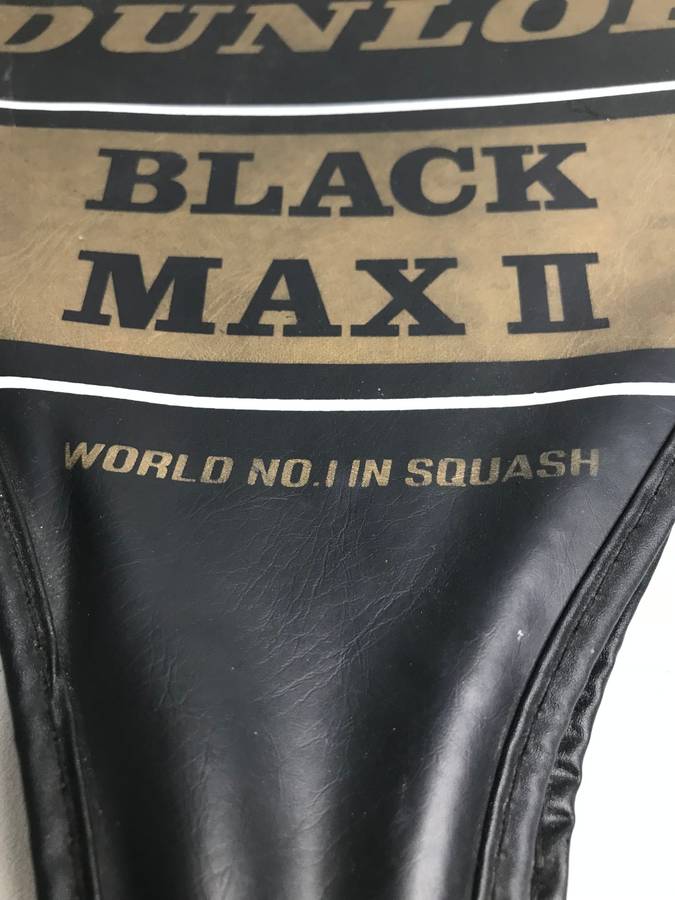 DUNLOP
BLACK
MAX II
WORLD NO.1 IN SQUASH